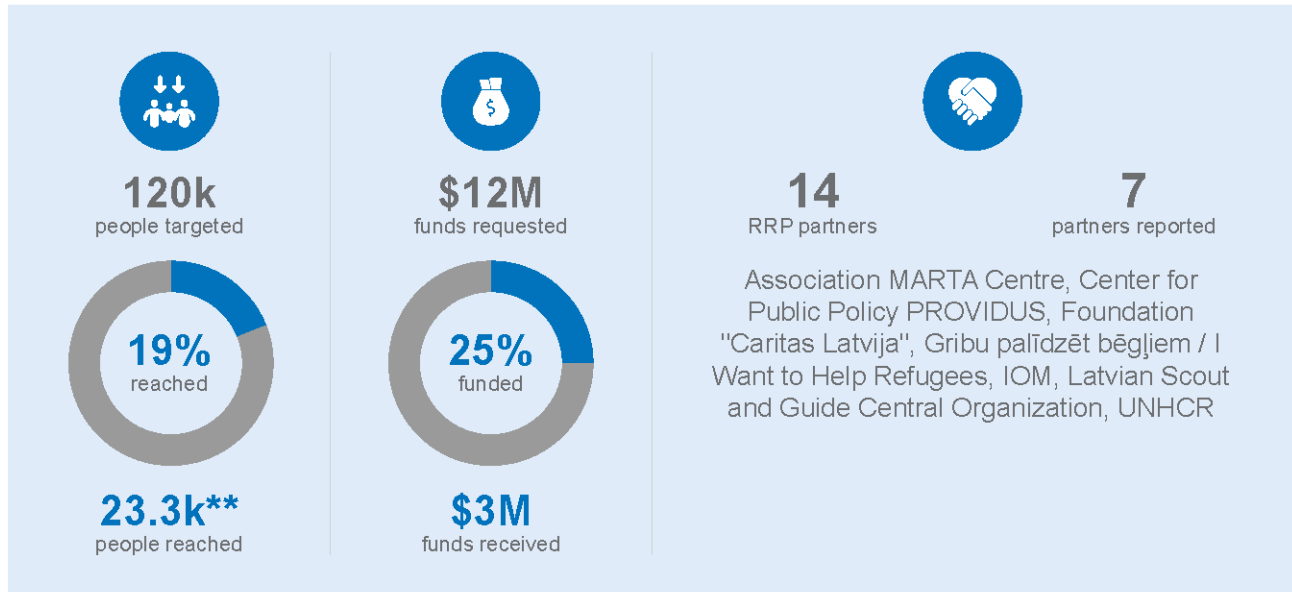 120k
people targeted
19%
reached
23.3k**
people reached
$
$12M
funds requested
25%
funded
$3M
funds received
14
RRP partners
7
partners reported
Association MARTA Centre, Center for
Public Policy PROVIDUS, Foundation
"Caritas Latvija", Gribu palīdzēt bēgļiem / I
Want to Help Refugees, IOM, Latvian Scout
and Guide Central Organization, UNHCR